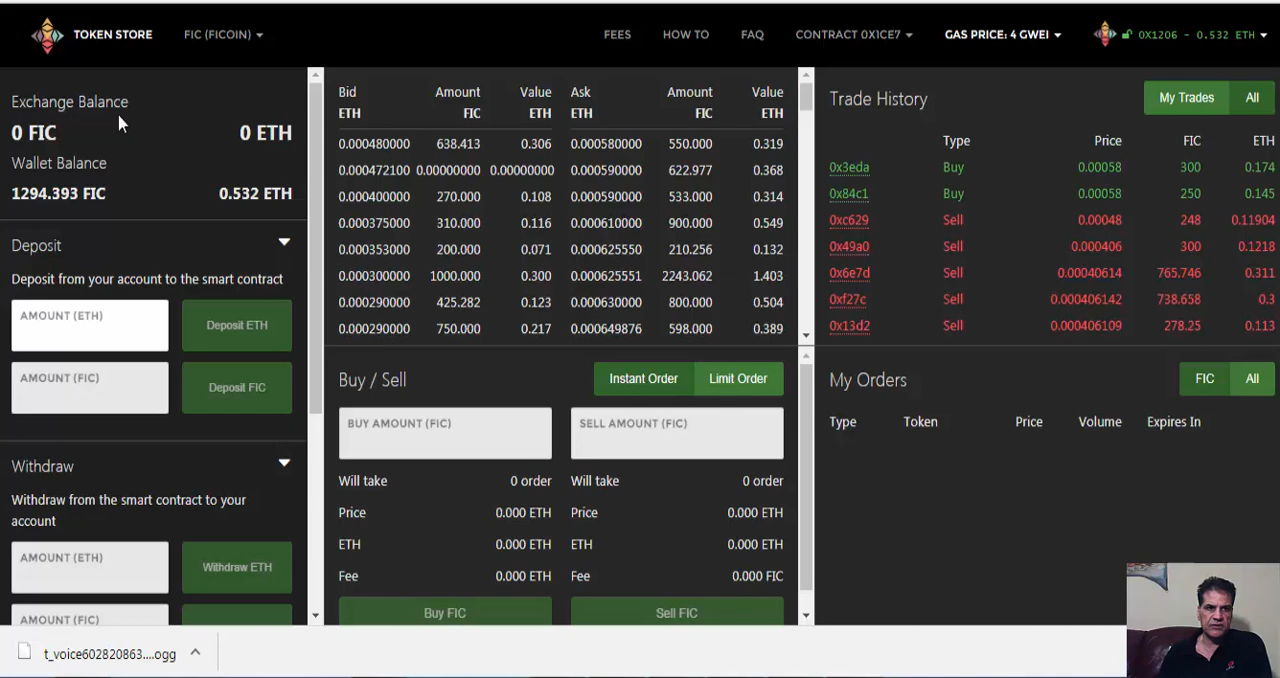 TOKEN STORE FIC (FICOIN) FEES HOW TO FAQ CONTRACT 0X1CE7 GAS PRICE: 4 GWEI 0X1206 - 0.532 ETH
Exchange Balance
0 FIC 0 ETH
Wallet Balance
1294.393 FIC 0.532 ETH
Deposit
Deposit from your account to the smart contract
AMOUNT (ETH) Deposit ETH
AMOUNT (FIC) Deposit FIC
Withdraw
Withdraw from the smart contract to your
account
AMOUNT (ETH) Withdraw ETH
AMOUNT (FIC)
Bid Amount Value Ask Amount Value
ETH FIC ETH ETH FIC ETH
0.000480000 638.413 0.306 0.000580000 550.000 0.319
0.000472100 0.00000000 0.00000000 0.000590000 622.977 0.368
0.000400000 270.000 0.108 0.000590000 533.000 0.314
0.000375000 310.000 0.116 0.000610000 900.000 0.549
0.000353000 200.000 0.071 0.000625550 210.256 0.132
0.000300000 1000.000 0.300 0.000625551 2243.062 1.403
0.000290000 425.282 0.123 0.000630000 800.000 0.504
0.000290000 750.000 0.217 0.000649876 598.000 0.389
Buy / Sell Instant Order Limit Order
BUY AMOUNT (FIC) SELL AMOUNT (FIC)
Will take 0 order Will take 0 order
Price 0.000 ETH Price 0.000 ETH
ETH 0.000 ETH ETH 0.000 ETH
Fee 0.000 ETH Fee 0.000 FIC
Buy FIC Sell FIC
Trade History My Trades All
Type Price FIC ETH
0x3eda Buy 0.00058 300 0.174
0x84c1 Buy 0.00058 250 0.145
0xc629 Sell 0.00048 248 0.11904
0x49a0 Sell 0.000406 300 0.1218
0x6e7d Sell 0.00040614 765.746 0.311
0xf27c Sell 0.000406142 738.658 0.3
0x13d2 Sell 0.000406109 278.25 0.113
My Orders FIC All
Type Token Price Volume Expires In
t_voice602820863....ogg